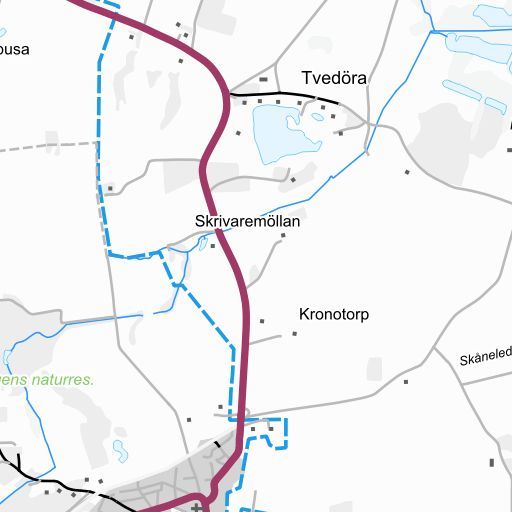 ousa
Tvedöra
Skrivaremöllan
Kronotorp
Skåneled
ens naturres.